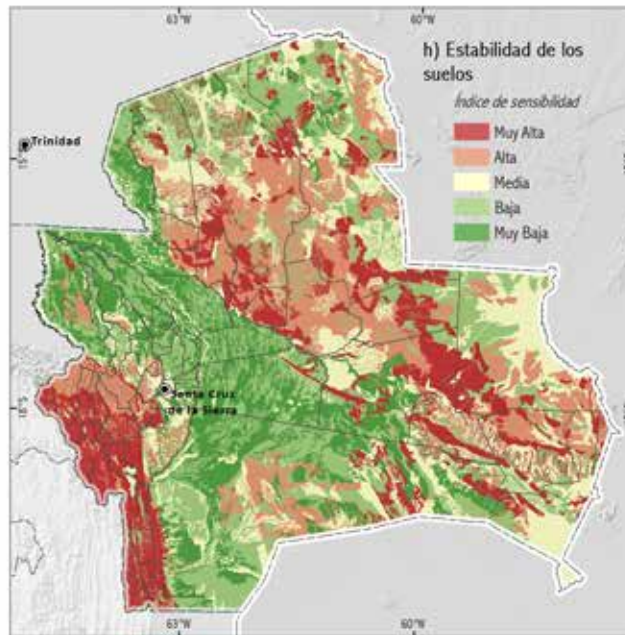 63°W
60°W
h) Estabilidad de los
suelos
Índice de sensibilidad
Muy Alta
Alta
Media
Baja
Muy Baja
Trinidad
15°S
Santa Cruz
de la Sierra
18°S
63°W
60°W